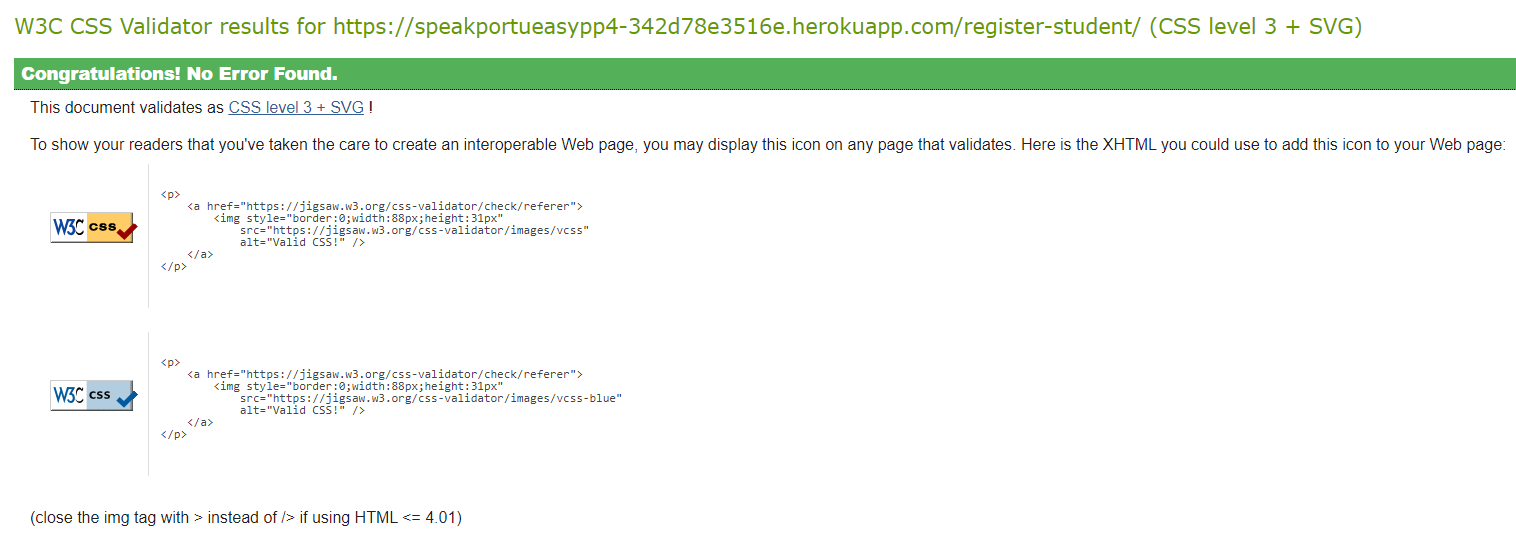 W3C CSS Validator results for https://speakportueasypp4-342d78e3516e.herokuapp.com/register-student/ (CSS level 3 + SVG)
Congratulations! No Error Found.
This document validates as CSS level 3 + SVG !
To show your readers that you've taken the care to create an interoperable Web page, you may display this icon on any page that validates. Here is the XHTML you could use to add this icon to your Web page:
W3C css
<p>
    <a href="https://jigsaw.w3.org/css-validator/check/referer">
        <img style="border:0;width:88px;height:31px"
            src="https://jigsaw.w3.org/css-validator/images/vcss"
            alt="Valid CSS!" />
    </a>
</p>
W3C css
<p>
    <a href="https://jigsaw.w3.org/css-validator/check/referer">
        <img style="border:0;width:88px;height:31px"
            src="https://jigsaw.w3.org/css-validator/images/vcss-blue"
            alt="Valid CSS!" />
    </a>
</p>
(close the img tag with > instead of /> if using HTML <= 4.01)